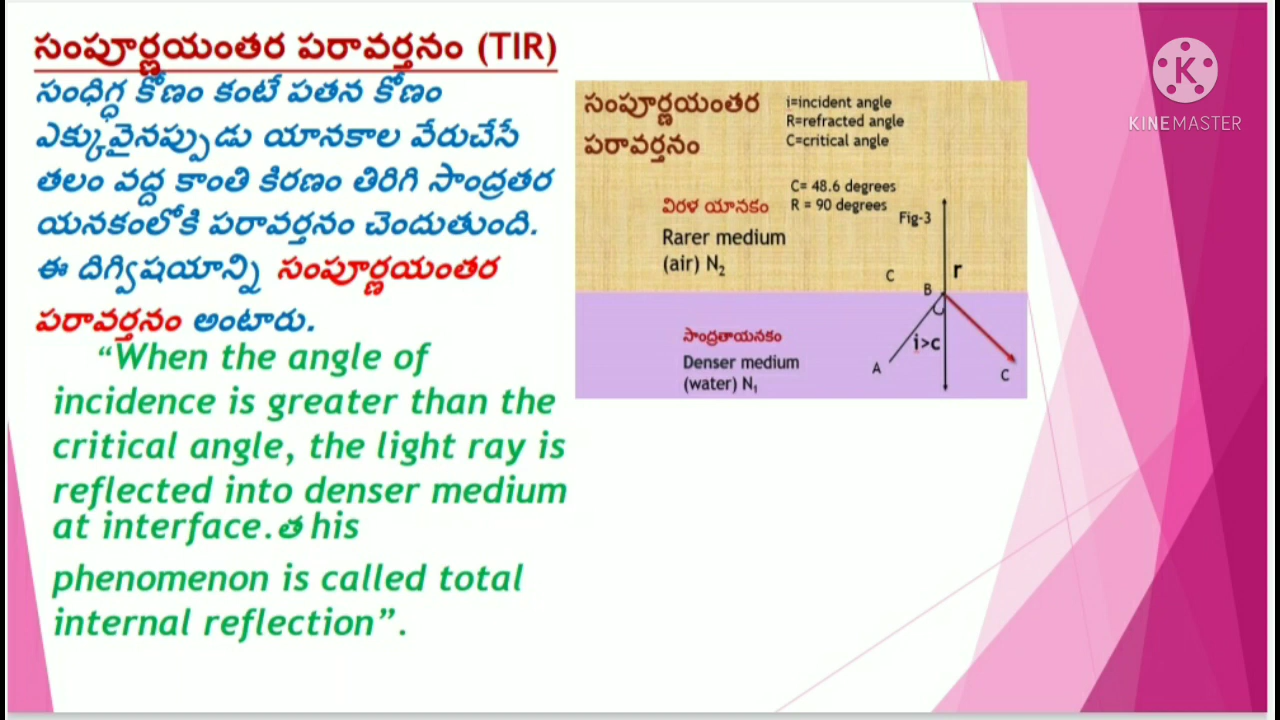 సంపూర్ణయంతర పరావర్తనం (TIR)
సంధిగ్ధ కోణం కంటే పతన కోణం
ఎక్కువైనప్పుడు యానకాల వేరుచేసే
తలం వద్ద కాంతి కిరణం తిరిగి సాంద్రతర
యనకంలోకి పరావర్తనం చెందుతుంది.
ఈ దిగ్విషయాన్ని సంపూర్ణయంతర
పరావర్తనం అంటారు.
“When the angle of
incidence is greater than the
critical angle, the light ray is
reflected into denser medium
at interface.త his
phenomenon is called total
internal reflection”.
సంపూర్ణయంతర
పరావర్తనం
i=incident angle
R=refracted angle
C=critical angle
C= 48.6 degrees
R = 90 degrees
Fig-3
విరళ యానకం
Rarer medium
(air) N₂
C
B
r
సాంద్రతాయనకం
Denser medium
(water) N₁
i>c
A
C
K
KINEMASTER